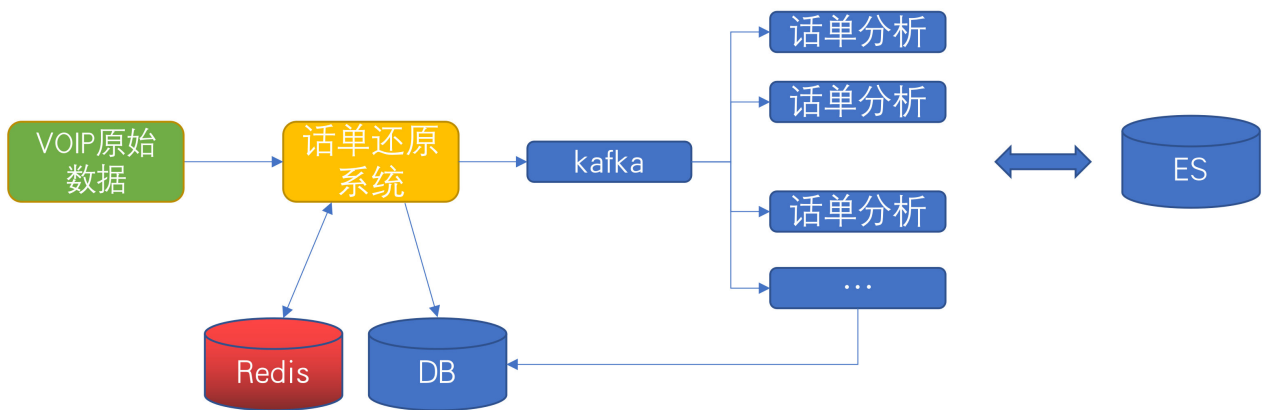 话单分析
话单分析
VOIP原始
数据
话单还原
系统
kafka
ES
话单分析
…
Redis
DB